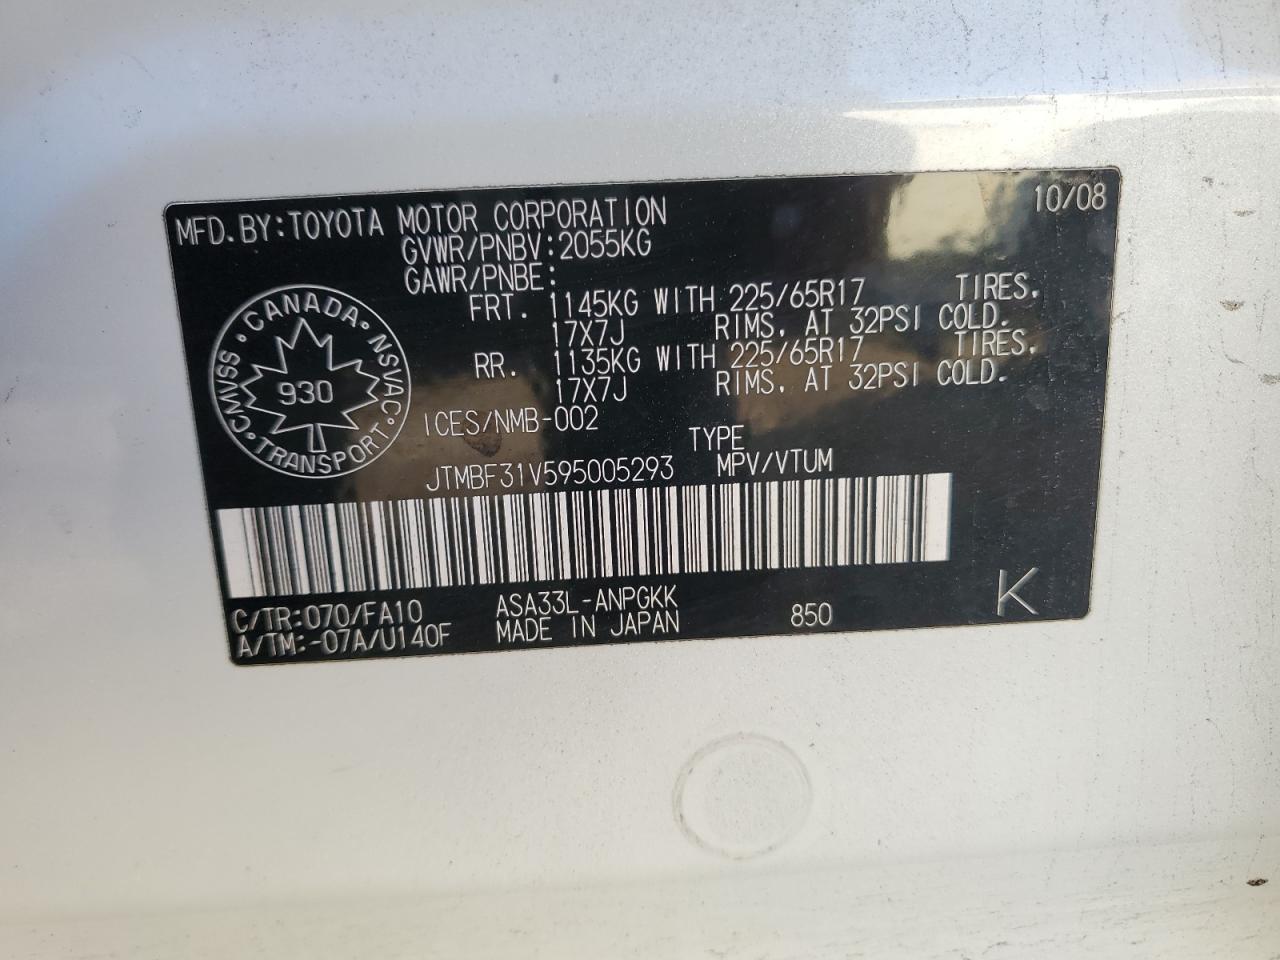 MFD. BY: TOYOTA MOTOR CORPORATION 10/08
GVWR/PNBV: 2055KG
GAWR/PNBE:
FRT. 1145KG WITH 225/65R17 TIRES,
17X7J RIMS, AT 32PSI COLD.
RR. 1135KG WITH 225/65R17 TIRES,
17X7J RIMS, AT 32PSI COLD.
CANADA · NSVAC · TRANSPORT · CMVSS ·
930
ICES/NMB-002
TYPE
JTMBF31V595005293 MPV/VTUM
C/TR: 070/FA10 ASA33L-ANPGKK
A/TM: -07A/U140F MADE IN JAPAN 850 K